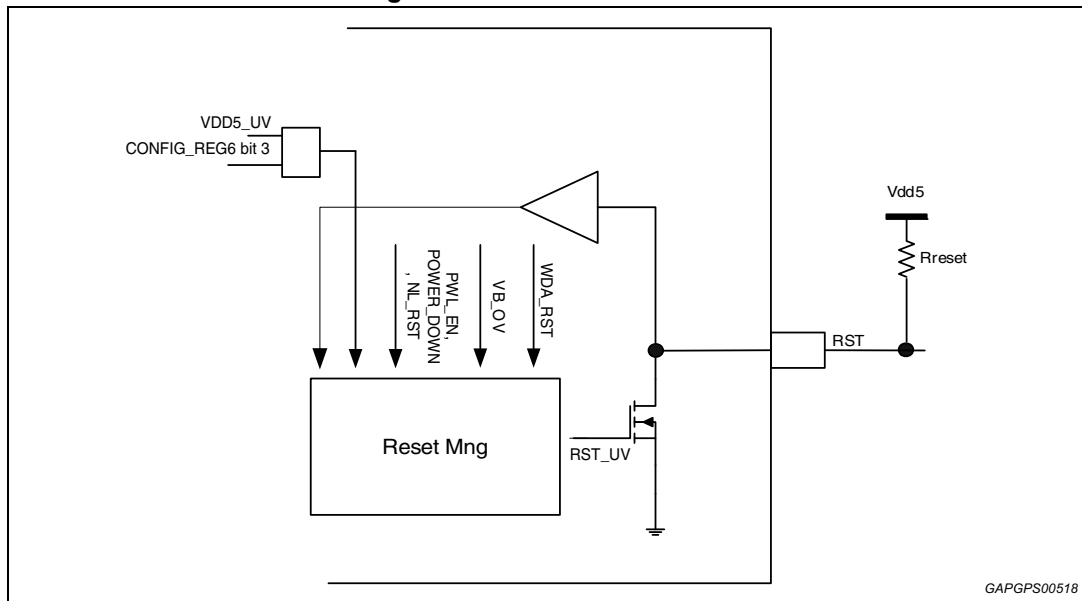 VDD5_UV
CONFIG_REG6 bit 3
Vdd5
Rreset
PWL_EN,
POWER_DOWN
, NL_RST
VB_OV
WDA_RST
RST
Reset Mng
RST_UV
GAPGPS00518